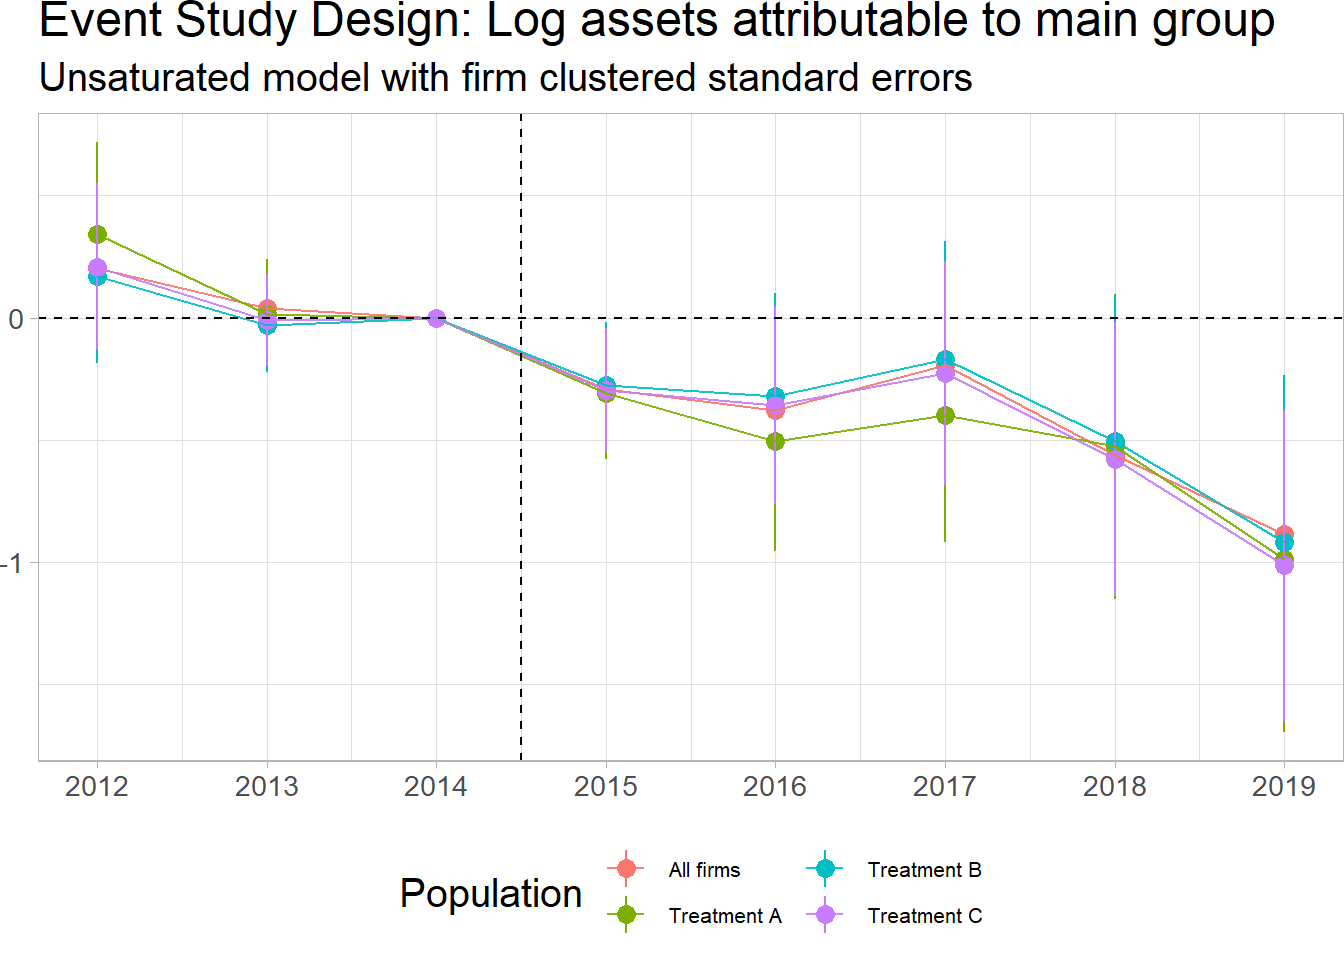 Event Study Design: Log assets attributable to main group
Unsaturated model with firm clustered standard errors
0
-1
2012 2013 2014 2015 2016 2017 2018 2019
Population
All firms
Treatment A
Treatment B
Treatment C